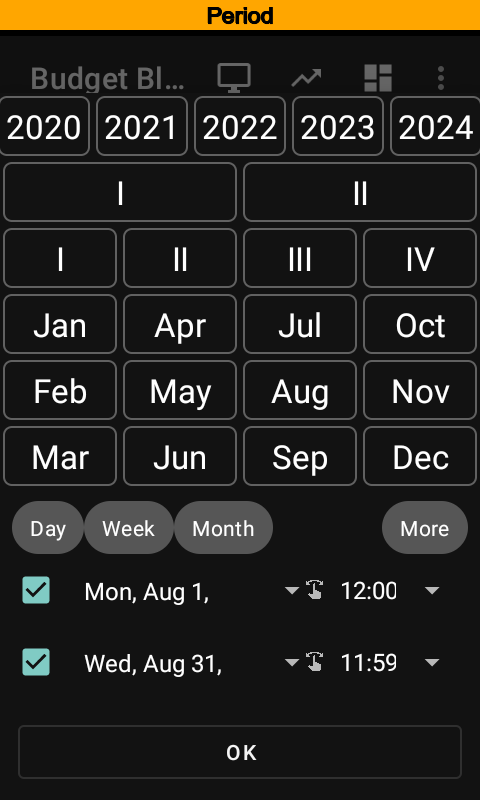 Period
Budget Bl...
2020 2021 2022 2023 2024
I II
I II III IV
Jan Apr Jul Oct
Feb May Aug Nov
Mar Jun Sep Dec
Day Week Month More
Mon, Aug 1, 12:00
Wed, Aug 31, 11:59
OK